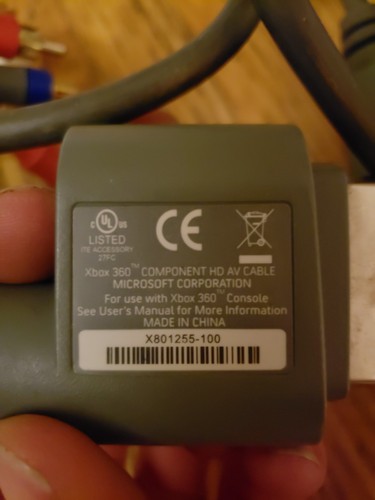 c UL US
LISTED
ITE ACCESSORY
27FC
CE
Xbox 360™ COMPONENT HD AV CABLE
MICROSOFT CORPORATION
For use with Xbox 360™ Console
See User's Manual for More Information
MADE IN CHINA
X801255-100